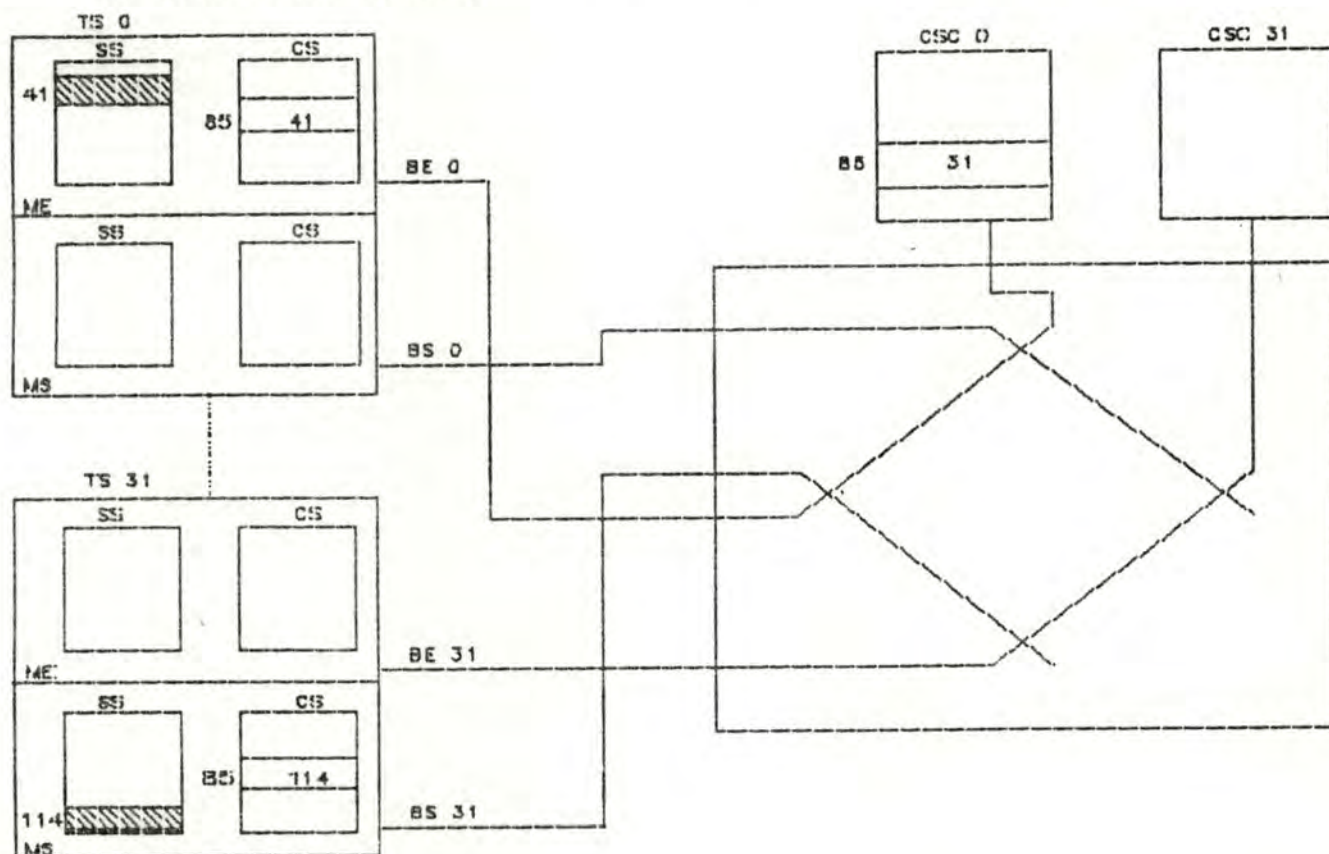 TS 0
SS CS
41
85 41
BE 0
ME
SS CS
BS 0
MS
TS 31
SS CS
BE 31
ME
SS CS
85 114
114
BS 31
MS
CSC 0 CSC 31
85 31